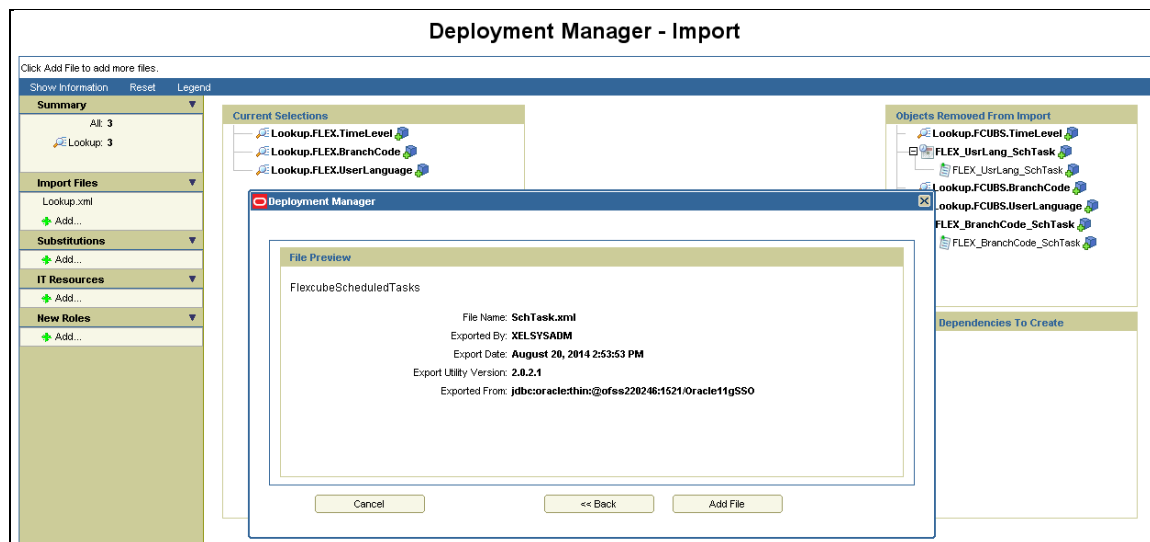 Deployment Manager - Import
Click Add File to add more files.
Show Information Reset Legend
Summary
All: 3
Lookup: 3
Import Files
Lookup.xml
Add...
Substitutions
Add...
IT Resources
Add...
New Roles
Add...
Current Selections
Lookup.FLEX.TimeLevel
Lookup.FLEX.BranchCode
Lookup.FLEX.UserLanguage
Objects Removed From Import
Lookup.FCUBS.TimeLevel
FLEX_UsrLang_SchTask
FLEX_UsrLang_SchTask
Lookup.FCUBS.BranchCode
ookup.FCUBS.UserLanguage
FLEX_BranchCode_SchTask
FLEX_BranchCode_SchTask
Dependencies To Create
Deployment Manager
File Preview
FlexcubeScheduledTasks
File Name: SchTask.xml
Exported By: XELSYSADM
Export Date: August 20, 2014 2:53:53 PM
Export Utility Version: 2.0.2.1
Exported From: jdbc:oracle:thin:@ofss220246:1521/Oracle11gSSO
Cancel << Back Add File